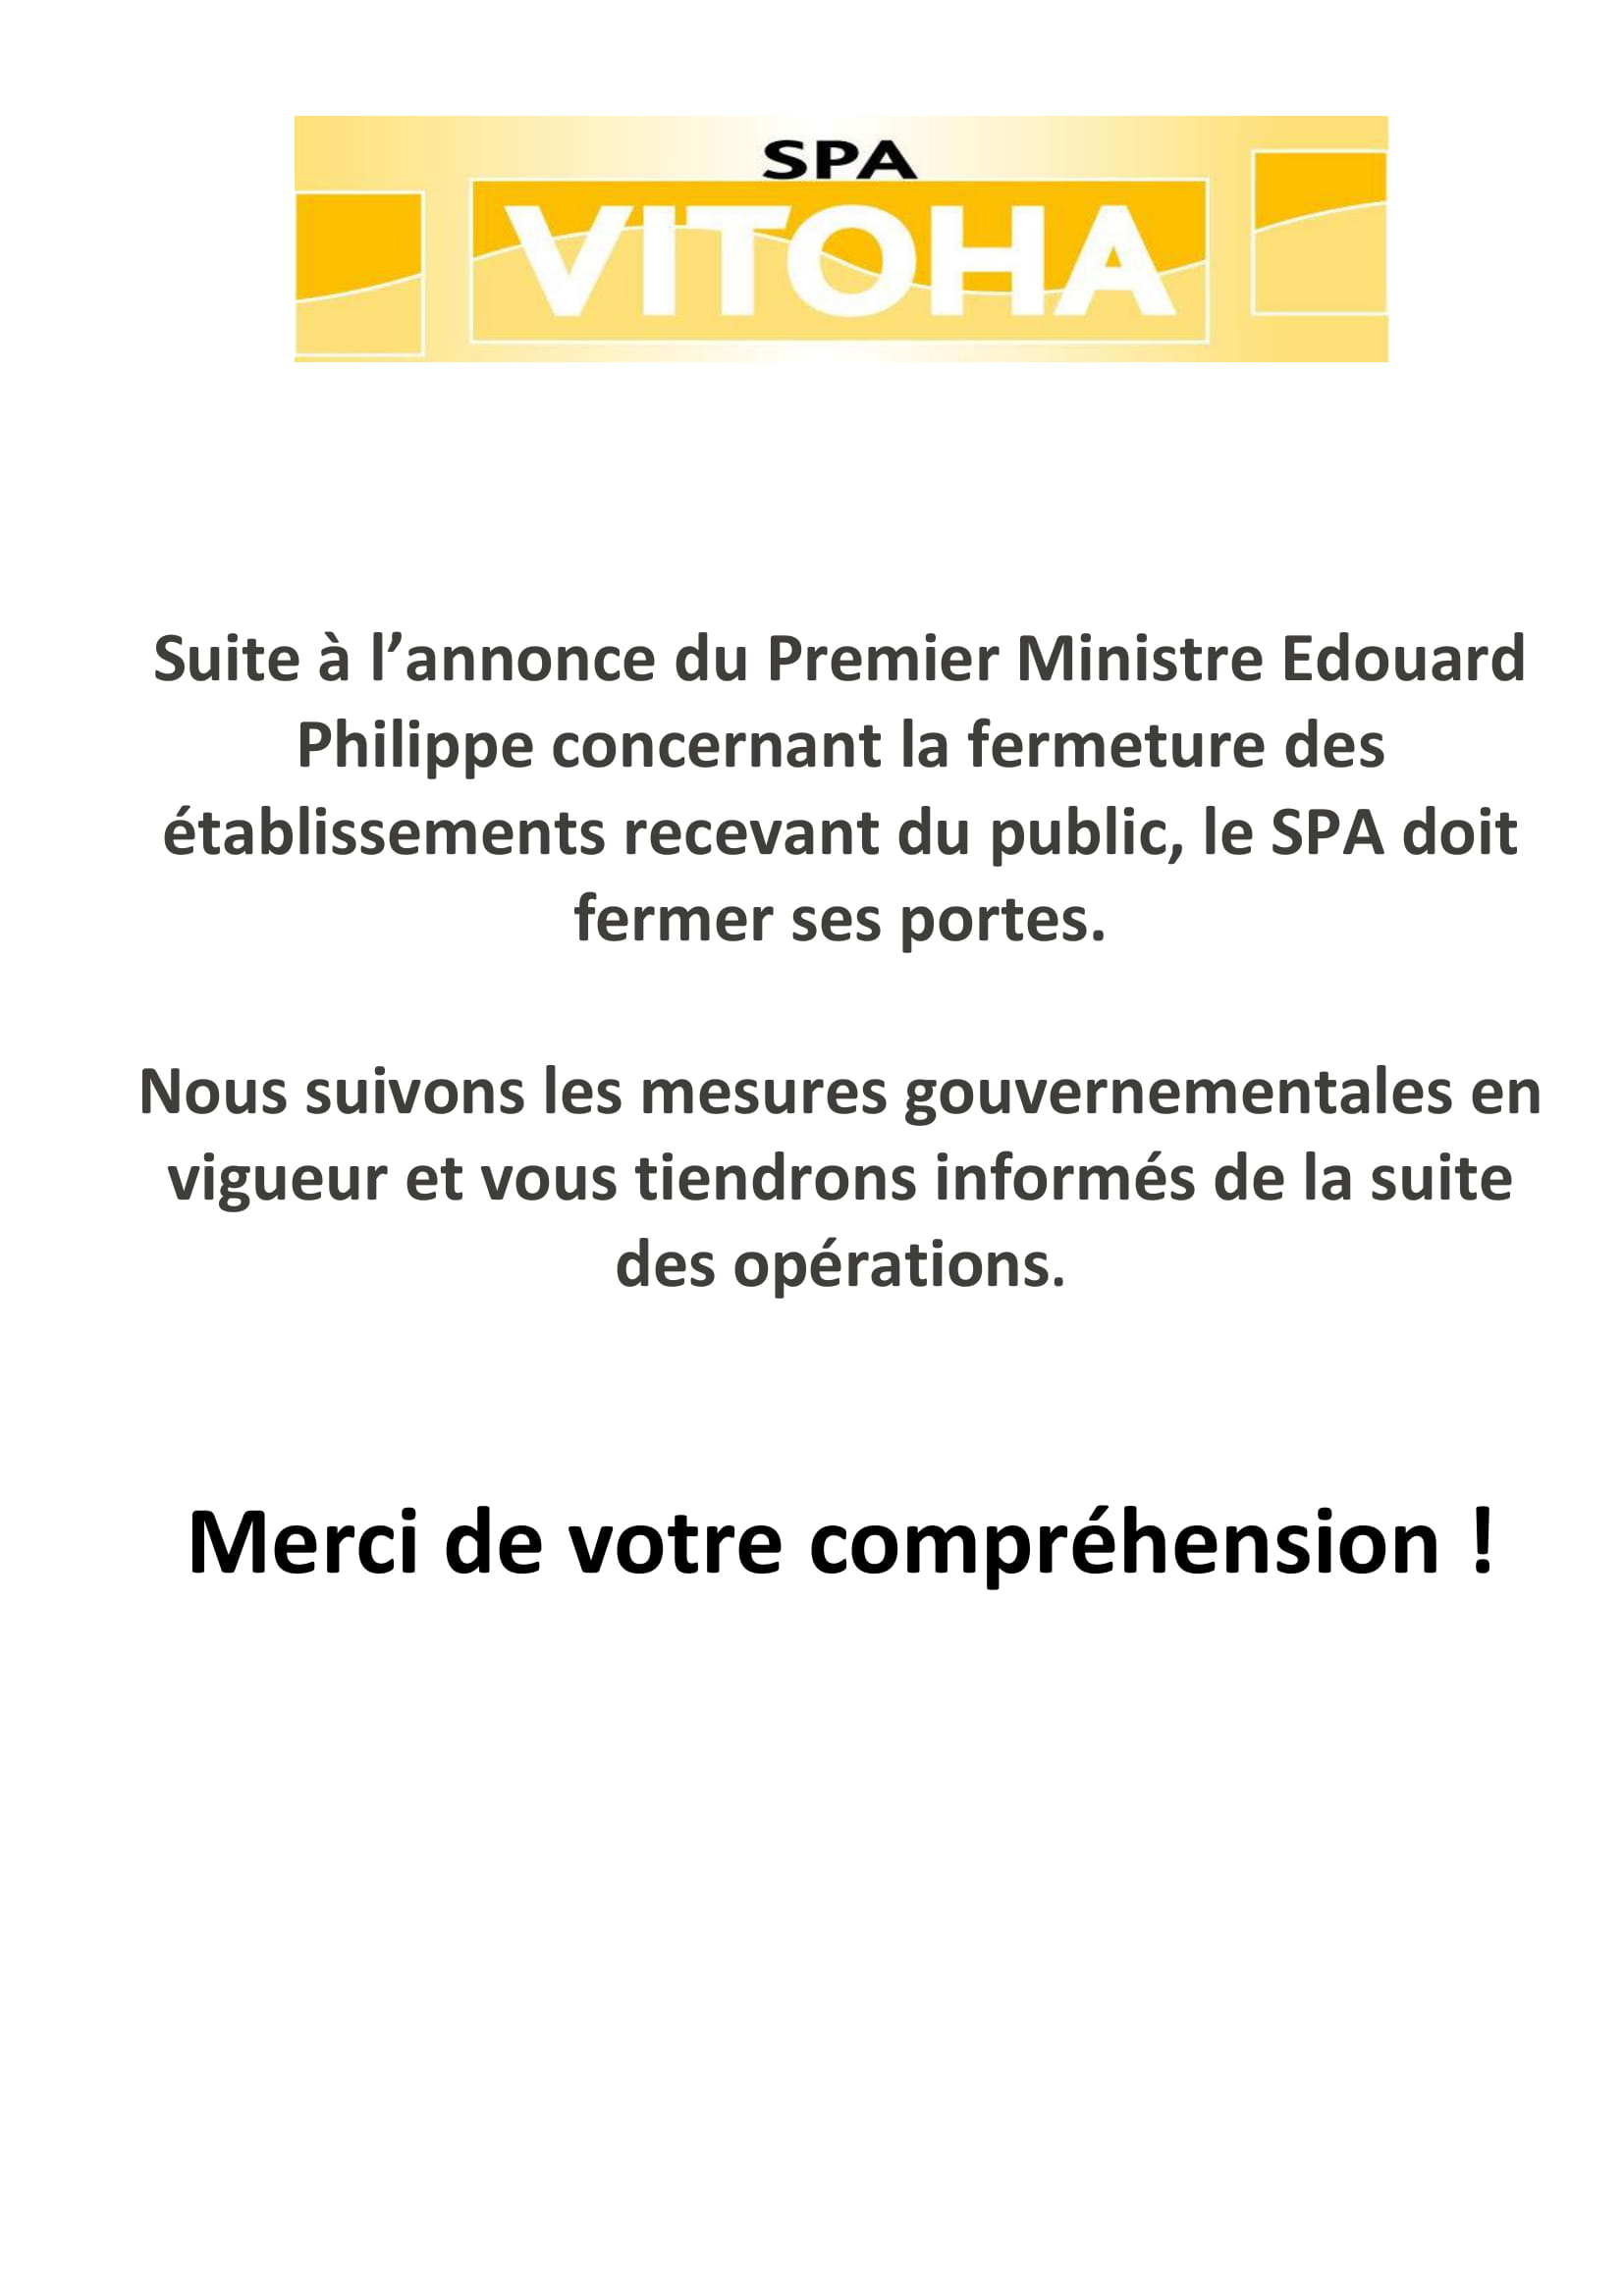 SPA
VITOHA
Suite à l’annonce du Premier Ministre Edouard
Philippe concernant la fermeture des
établissements recevant du public, le SPA doit
fermer ses portes.
Nous suivons les mesures gouvernementales en
vigueur et vous tiendrons informés de la suite
des opérations.
Merci de votre compréhension !